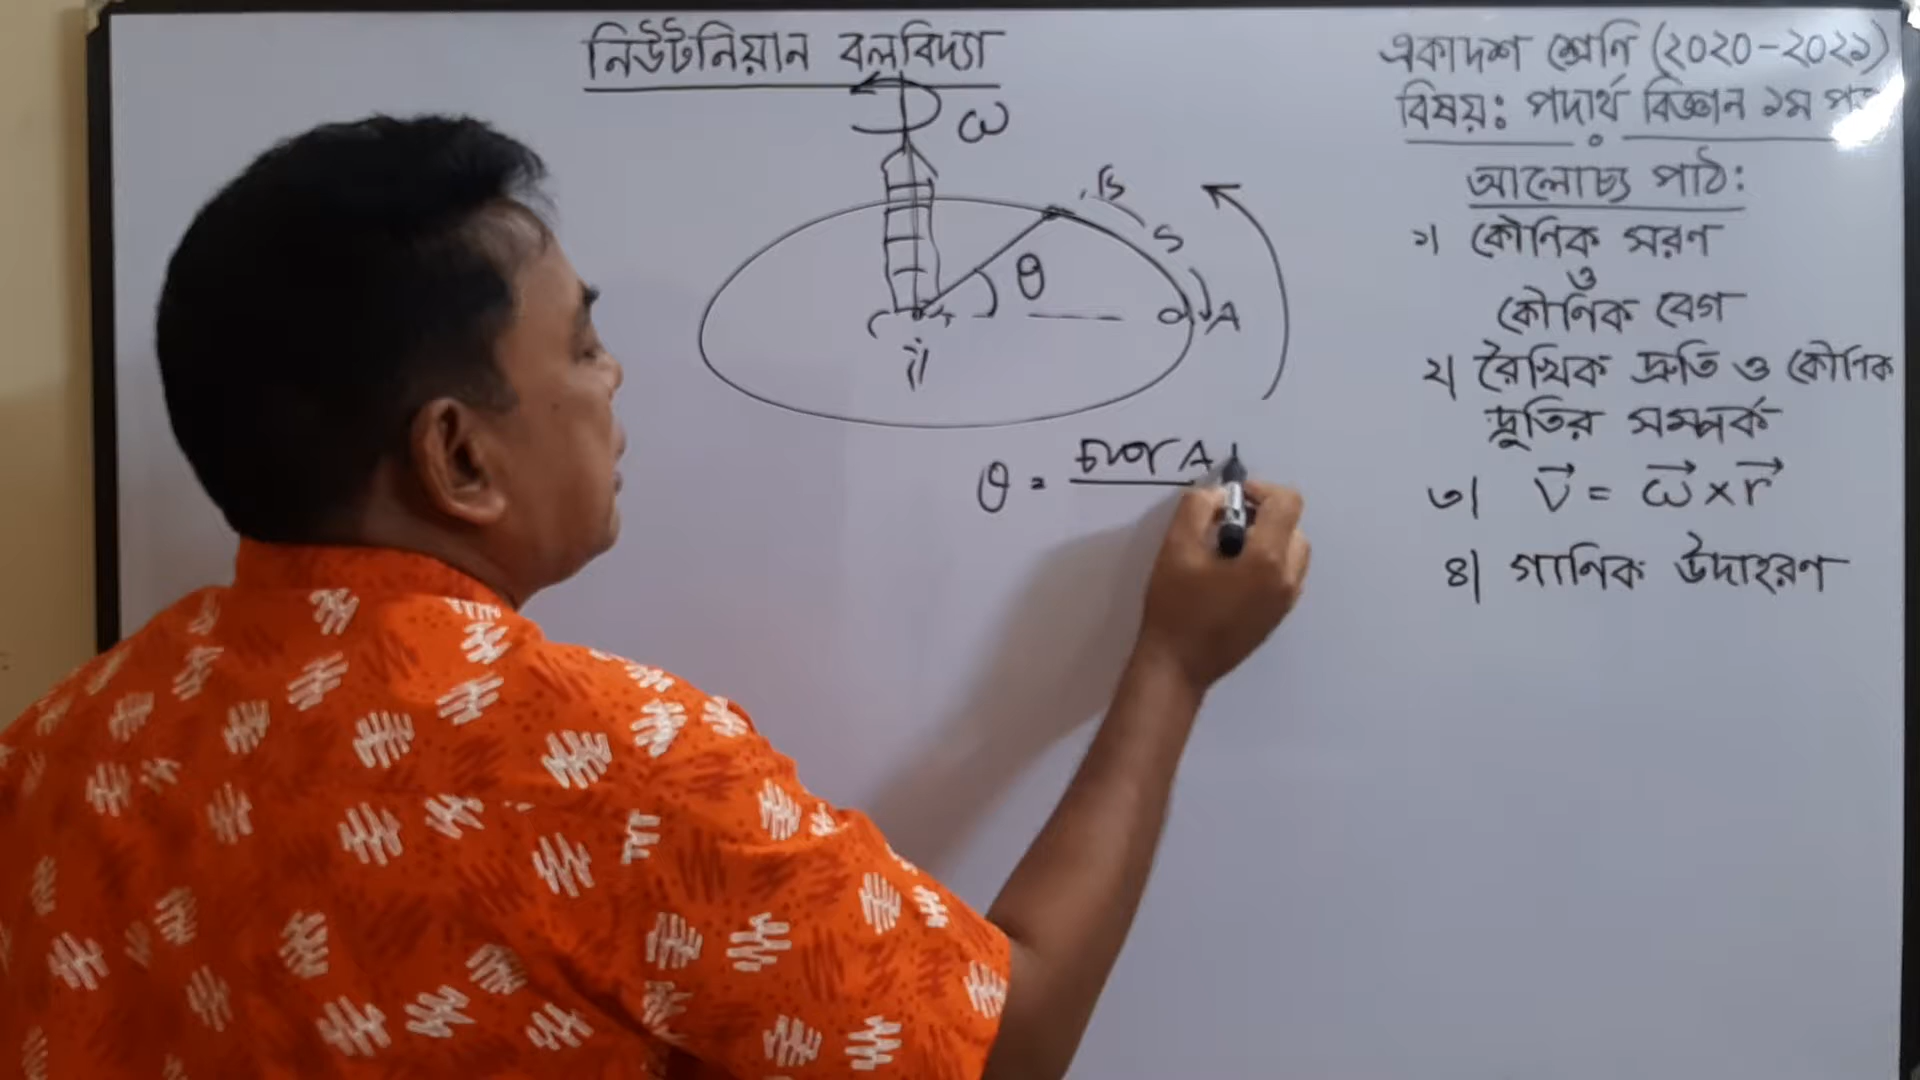 নিউটনিয়ান বলবিদ্যা
ω
B
S
θ
A
θ = চাপ A
একাদশ শ্রেণি (২০২০-২০২১)
বিষয়ঃ পদার্থ বিজ্ঞান ১ম
আলোচ্য পাঠ:
১। কৌণিক সরণ
ও
কৌণিক বেগ
২। রৈখিক দ্রুতি ও কৌণিক
দ্রুতির সম্পর্ক
৩। v⃗ = ω⃗ × r⃗
৪। গাণিক উদাহরণ